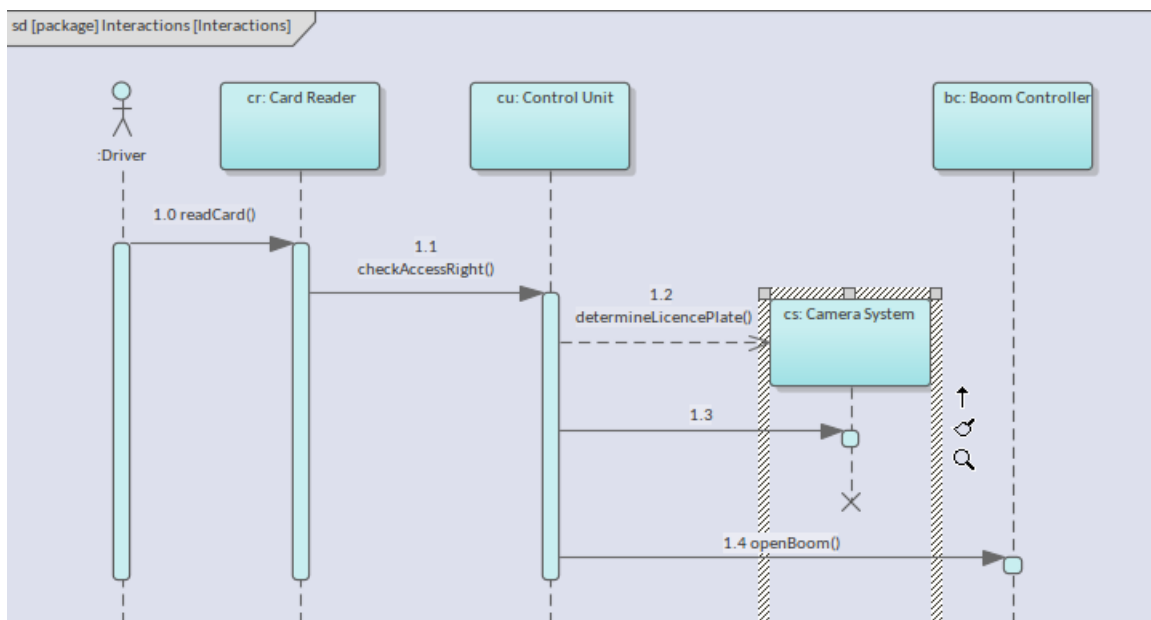 sd [package] Interactions [Interactions]
cr: Card Reader
cu: Control Unit
bc: Boom Controller
:Driver
1.0 readCard()
1.1
checkAccessRight()
1.2
determineLicencePlate()
cs: Camera System
1.3
1.4 openBoom()